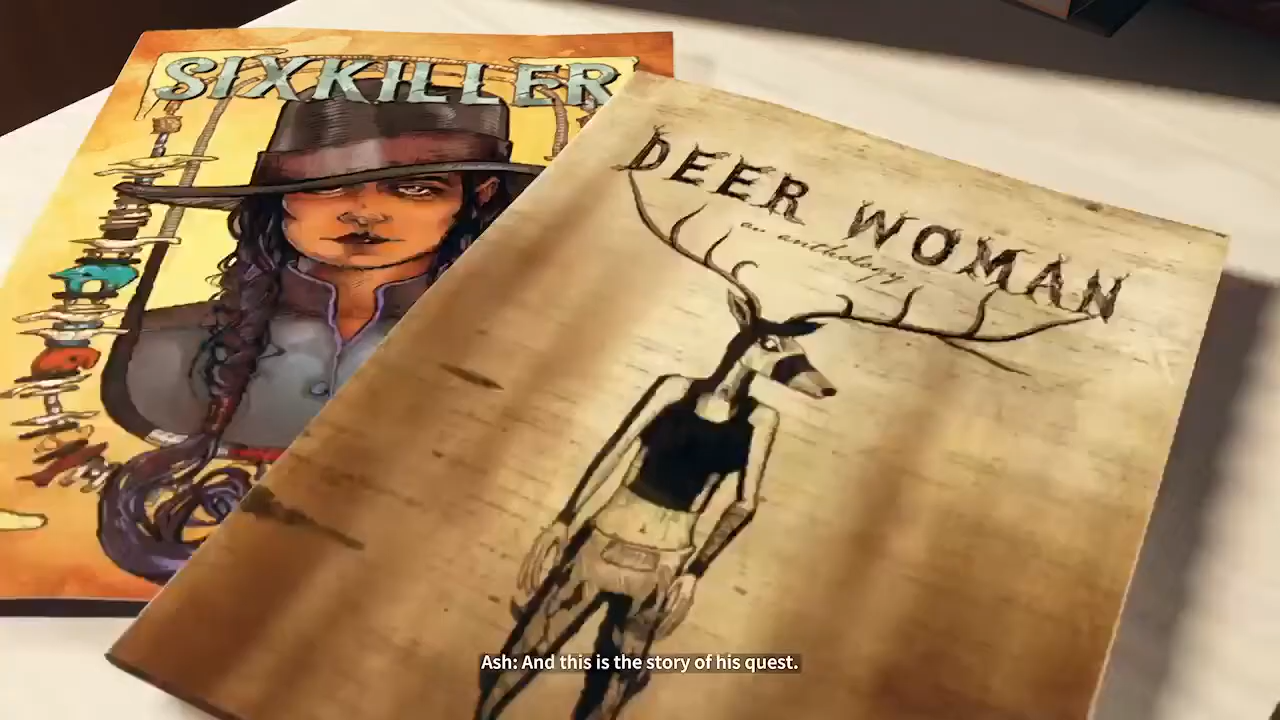 SIXKILLER
DEER WOMAN
an anthology
Ash: And this is the story of his quest.